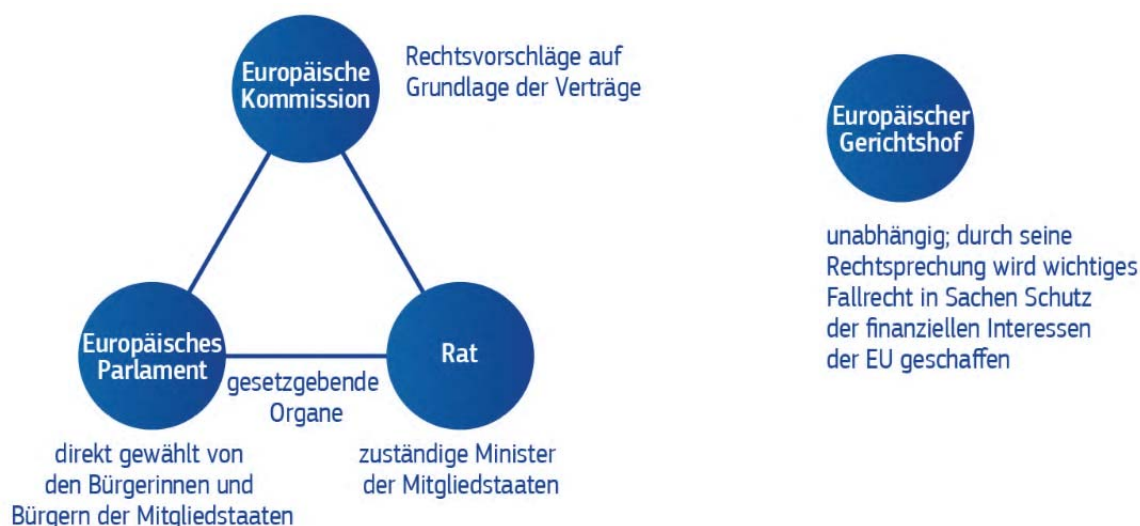 Europäische
Kommission
Rechtsvorschläge auf
Grundlage der Verträge
Europäischer
Gerichtshof
unabhängig; durch seine
Rechtsprechung wird wichtiges
Fallrecht in Sachen Schutz
der finanziellen Interessen
der EU geschaffen
Europäisches
Parlament
gesetzgebende
Organe
Rat
direkt gewählt von
den Bürgerinnen und
Bürgern der Mitgliedstaaten
zuständige Minister
der Mitgliedstaaten